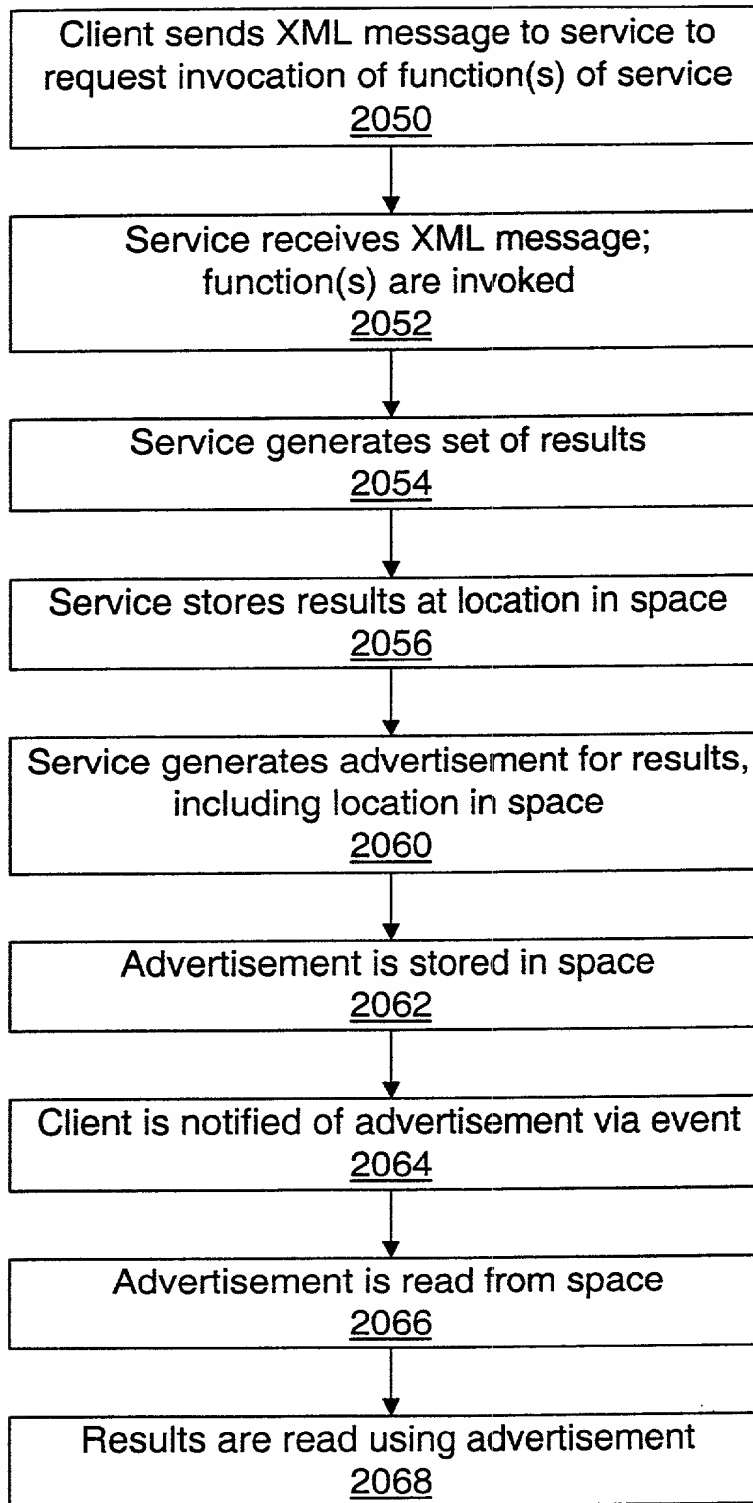 Client sends XML message to service to
request invocation of function(s) of service
2050
Service receives XML message;
function(s) are invoked
2052
Service generates set of results
2054
Service stores results at location in space
2056
Service generates advertisement for results,
including location in space
2060
Advertisement is stored in space
2062
Client is notified of advertisement via event
2064
Advertisement is read from space
2066
Results are read using advertisement
2068